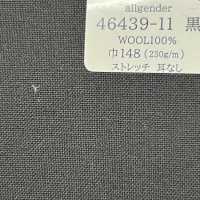 allgender
46439-11 黒
WOOL100%
巾148(230g/m)
ストレッチ 耳なし